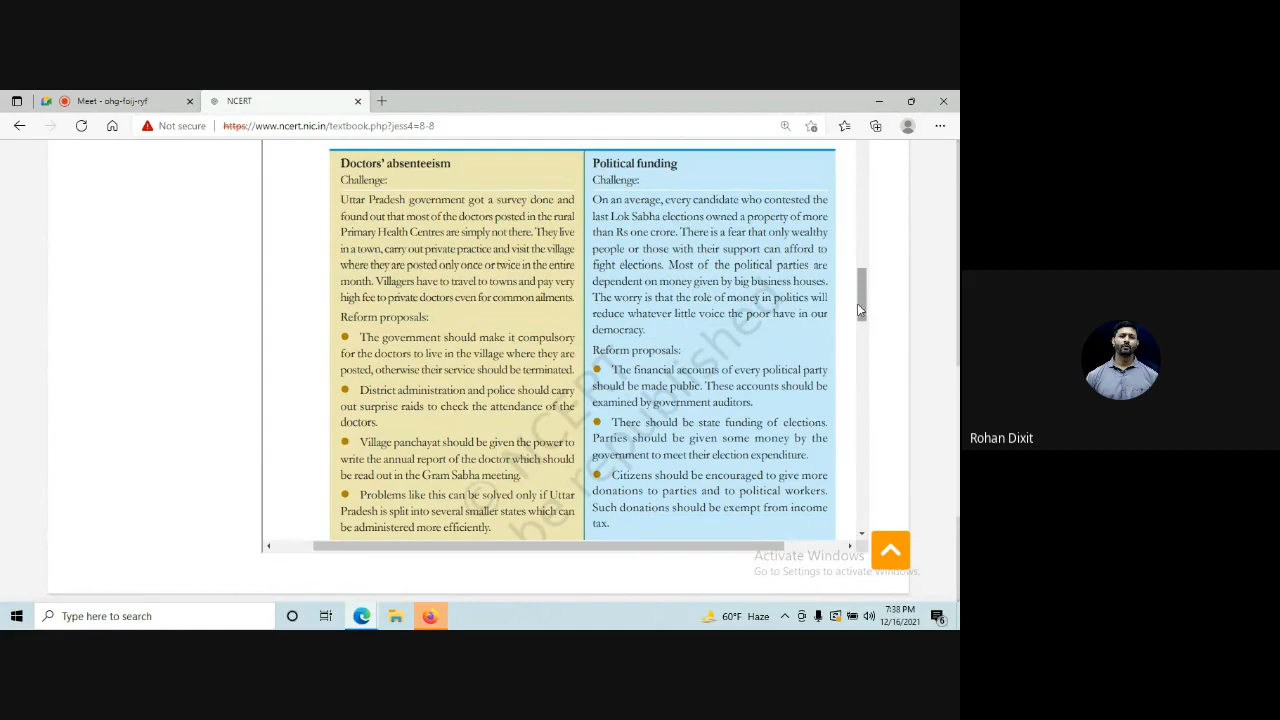 Meet - ohg-foij-ryf
NCERT
Not secure
https://www.ncert.nic.in/textbook.php?jess4=8-8
Doctors' absenteeism
Challenge:
Uttar Pradesh government got a survey done and
found out that most of the doctors posted in the rural
Primary Health Centres are simply not there. They live
in a town, carry out private practice and visit the village
where they are posted only once or twice in the entire
month. Villagers have to travel to towns and pay very
high fee to private doctors even for common ailments.
Reform proposals:
The government should make it compulsory
for the doctors to live in the village where they are
posted, otherwise their service should be terminated.
District administration and police should carry
out surprise raids to check the attendance of the
doctors.
Village panchayat should be given the power to
write the annual report of the doctor which should
be read out in the Gram Sabha meeting.
Problems like this can be solved only if Uttar
Pradesh is split into several smaller states which can
be administered more efficiently.
Political funding
Challenge:
On an average, every candidate who contested the
last Lok Sabha elections owned a property of more
than Rs one crore. There is a fear that only wealthy
people or those with their support can afford to
fight elections. Most of the political parties are
dependent on money given by big business houses.
The worry is that the role of money in politics will
reduce whatever little voice the poor have in our
democracy.
Reform proposals:
The financial accounts of every political party
should be made public. These accounts should be
examined by government auditors.
There should be state funding of elections.
Parties should be given some money by the
government to meet their election expenditure.
Citizens should be encouraged to give more
donations to parties and to political workers.
Such donations should be exempt from income
tax.
© NCERT
be republished
Rohan Dixit
Activate Windows
Go to Settings to activate Windows.
Type here to search
60°F Haze
7:38 PM
12/16/2021
6